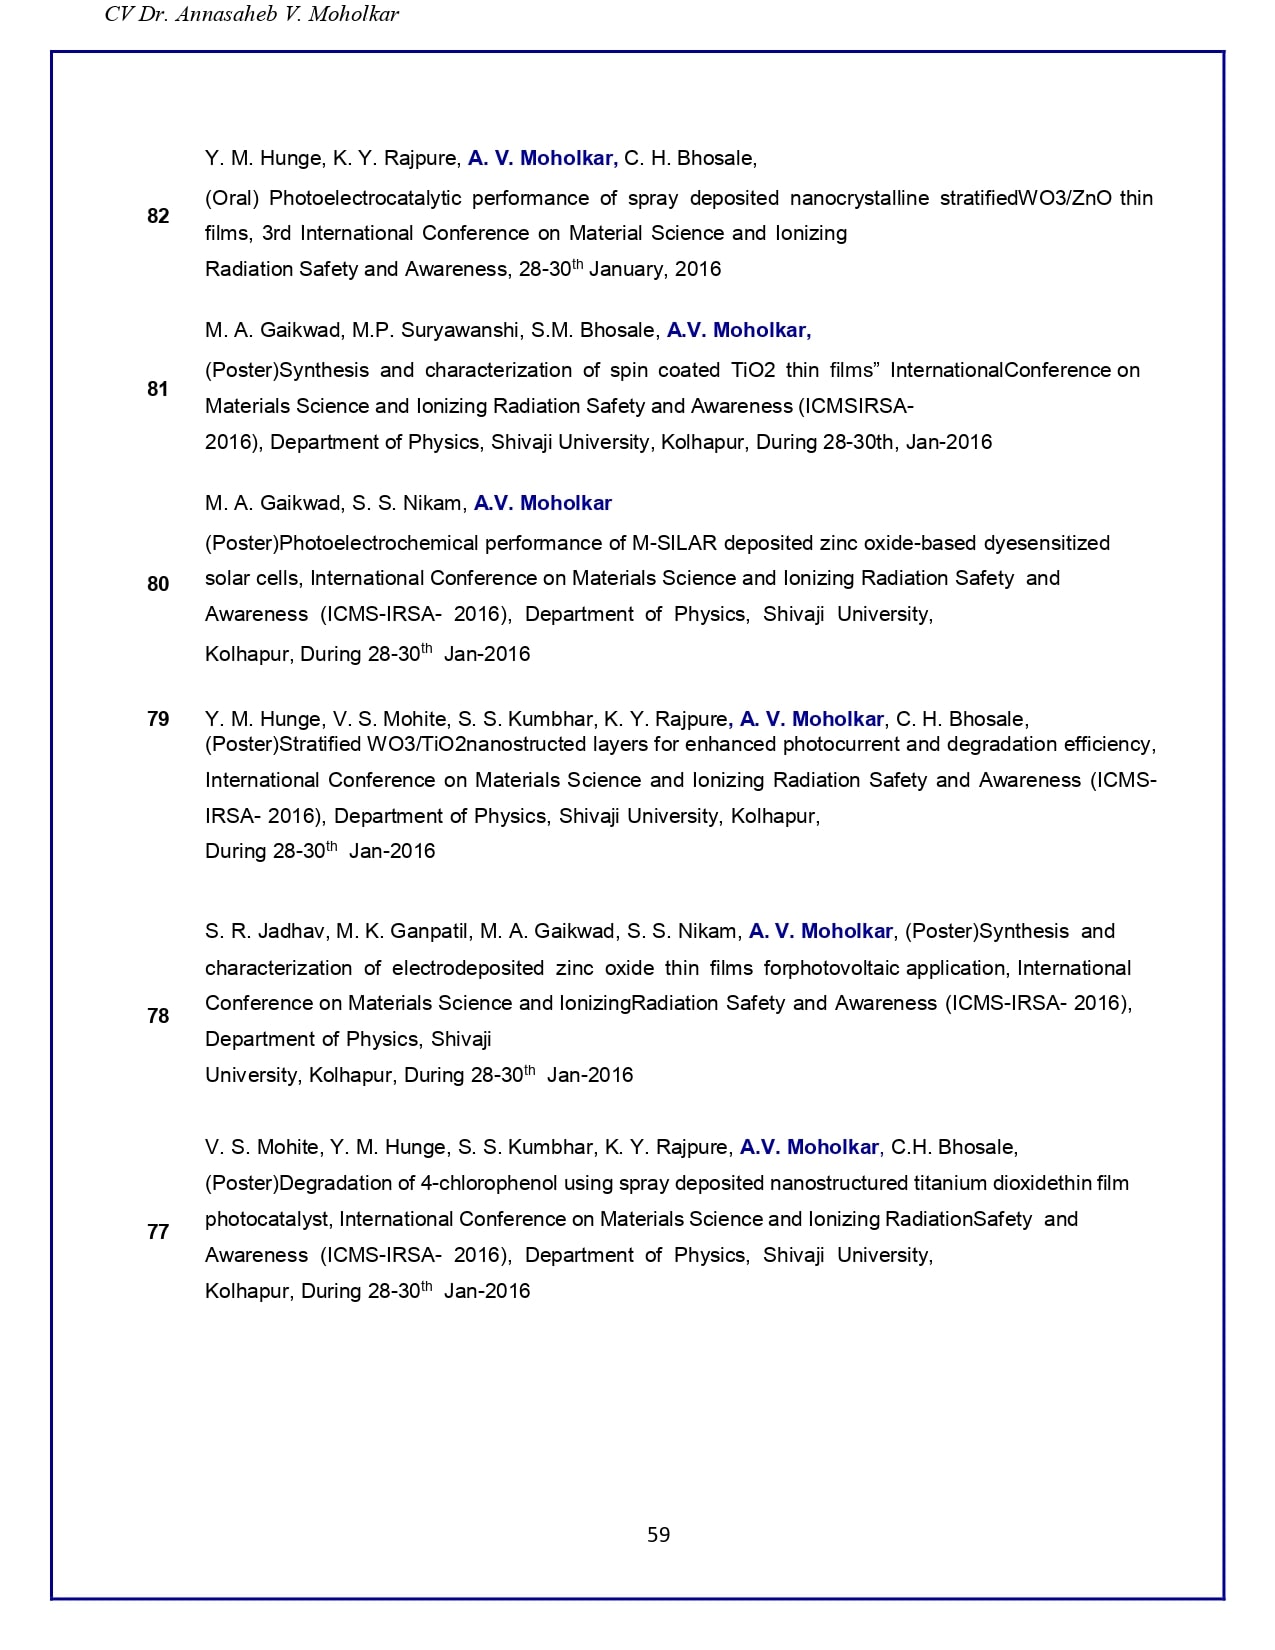 CV Dr. Annasaheb V. Moholkar
Y. M. Hunge, K. Y. Rajpure, A. V. Moholkar, C. H. Bhosale,
82
(Oral) Photoelectrocatalytic performance of spray deposited nanocrystalline stratifiedWO3/ZnO thin
films, 3rd International Conference on Material Science and Ionizing
Radiation Safety and Awareness, 28-30th January, 2016
M. A. Gaikwad, M.P. Suryawanshi, S.M. Bhosale, A.V. Moholkar,
81
(Poster)Synthesis and characterization of spin coated TiO2 thin films” InternationalConference on
Materials Science and Ionizing Radiation Safety and Awareness (ICMSIRSA-
2016), Department of Physics, Shivaji University, Kolhapur, During 28-30th, Jan-2016
M. A. Gaikwad, S. S. Nikam, A.V. Moholkar
(Poster)Photoelectrochemical performance of M-SILAR deposited zinc oxide-based dyesensitized
80
solar cells, International Conference on Materials Science and Ionizing Radiation Safety and
Awareness (ICMS-IRSA- 2016), Department of Physics, Shivaji University,
Kolhapur, During 28-30th Jan-2016
79 Y. M. Hunge, V. S. Mohite, S. S. Kumbhar, K. Y. Rajpure, A. V. Moholkar, C. H. Bhosale,
(Poster)Stratified WO3/TiO2nanostructed layers for enhanced photocurrent and degradation efficiency,
International Conference on Materials Science and Ionizing Radiation Safety and Awareness (ICMS-
IRSA- 2016), Department of Physics, Shivaji University, Kolhapur,
During 28-30th Jan-2016
S. R. Jadhav, M. K. Ganpatil, M. A. Gaikwad, S. S. Nikam, A. V. Moholkar, (Poster)Synthesis and
characterization of electrodeposited zinc oxide thin films forphotovoltaic application, International
Conference on Materials Science and IonizingRadiation Safety and Awareness (ICMS-IRSA- 2016),
78
Department of Physics, Shivaji
University, Kolhapur, During 28-30th Jan-2016
V. S. Mohite, Y. M. Hunge, S. S. Kumbhar, K. Y. Rajpure, A.V. Moholkar, C.H. Bhosale,
(Poster)Degradation of 4-chlorophenol using spray deposited nanostructured titanium dioxidethin film
photocatalyst, International Conference on Materials Science and Ionizing RadiationSafety and
77
Awareness (ICMS-IRSA- 2016), Department of Physics, Shivaji University,
Kolhapur, During 28-30th Jan-2016
59